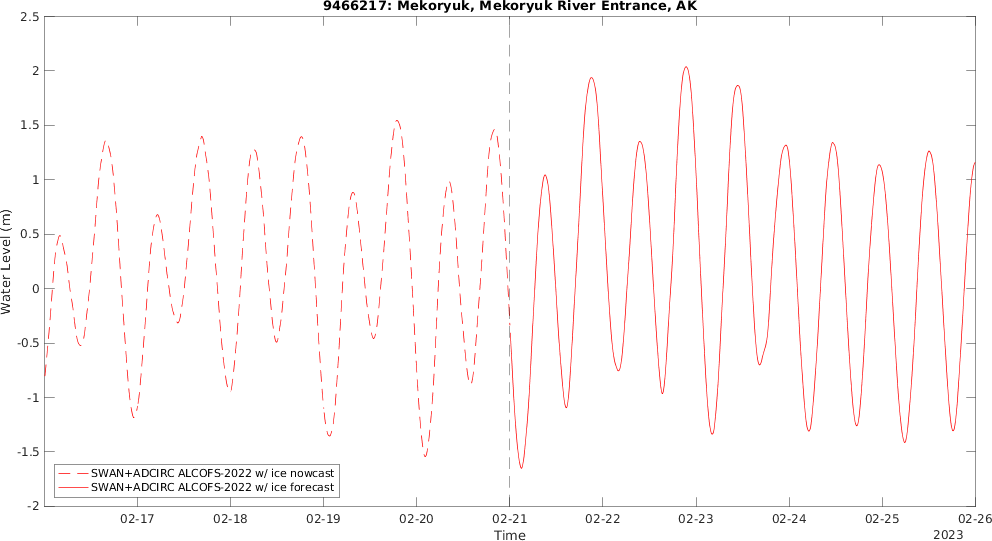 9466217: Mekoryuk, Mekoryuk River Entrance, AK
2.5
2
1.5
1
0.5
0
-0.5
-1
-1.5
-2
Water Level (m)
SWAN+ADCIRC ALCOFS-2022 w/ ice nowcast
SWAN+ADCIRC ALCOFS-2022 w/ ice forecast
02-17 02-18 02-19 02-20 02-21 02-22 02-23 02-24 02-25 02-26
Time
2023